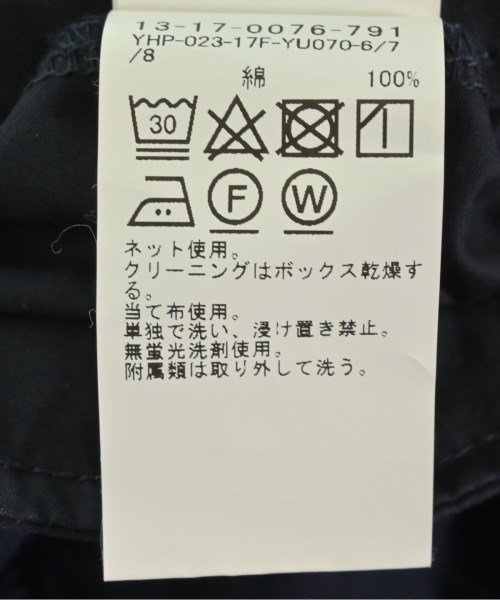 13-17-0076-791
YHP-023-17F-YU070-6/7
/8
綿 100%
30
F W
ネット使用。
クリーニングはボックス乾燥す
る。
当て布使用。
単独で洗い、浸け置き禁止。
無蛍光洗剤使用。
附属類は取り外して洗う。